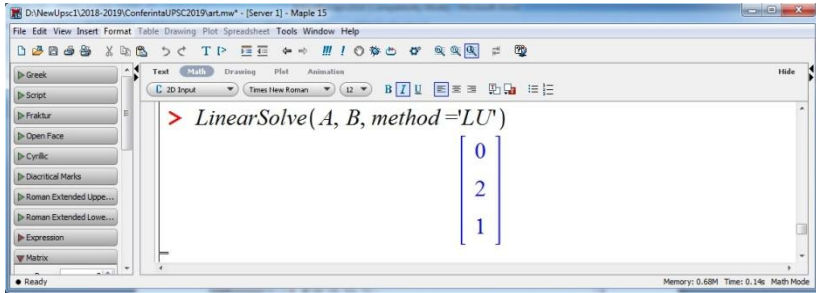 D:\NewUpsc1\2018-2019\ConferintaUPSC2019\art.mw* - [Server 1] - Maple 15
File Edit View Insert Format Table Drawing Plot Spreadsheet Tools Window Help
Text Math Drawing Plot Animation Hide
C 2D Input Times New Roman 12 B I U
Greek
Script
Fraktur
Open Face
Cyrillic
Diacritical Marks
Roman Extended Uppe...
Roman Extended Lowe...
Expression
Matrix
> LinearSolve(A, B, method ='LU')
0
2
1
Ready Memory: 0.68M Time: 0.14s Math Mode